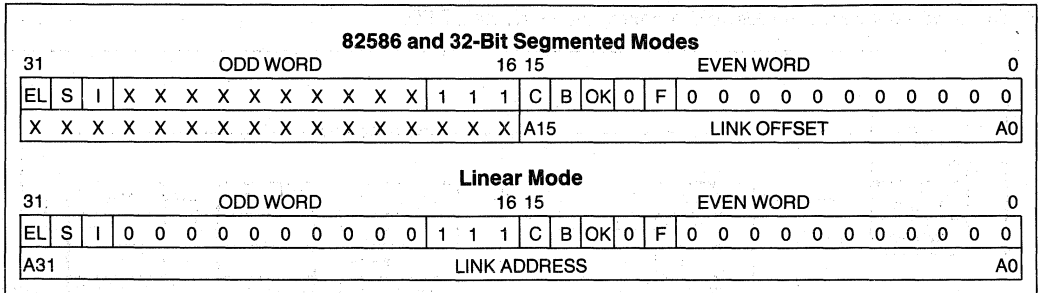 82586 and 32-Bit Segmented Modes
31 ODD WORD 16 15 EVEN WORD 0
EL S I X X X X X X X X X X 1 1 1 C B OK 0 F 0 0 0 0 0 0 0 0 0 0 0
X X X X X X X X X X X X X X X X A15 LINK OFFSET A0
Linear Mode
31 ODD WORD 16 15 EVEN WORD 0
EL S I 0 0 0 0 0 0 0 0 0 0 1 1 1 C B OK 0 F 0 0 0 0 0 0 0 0 0 0 0
A31 LINK ADDRESS A0